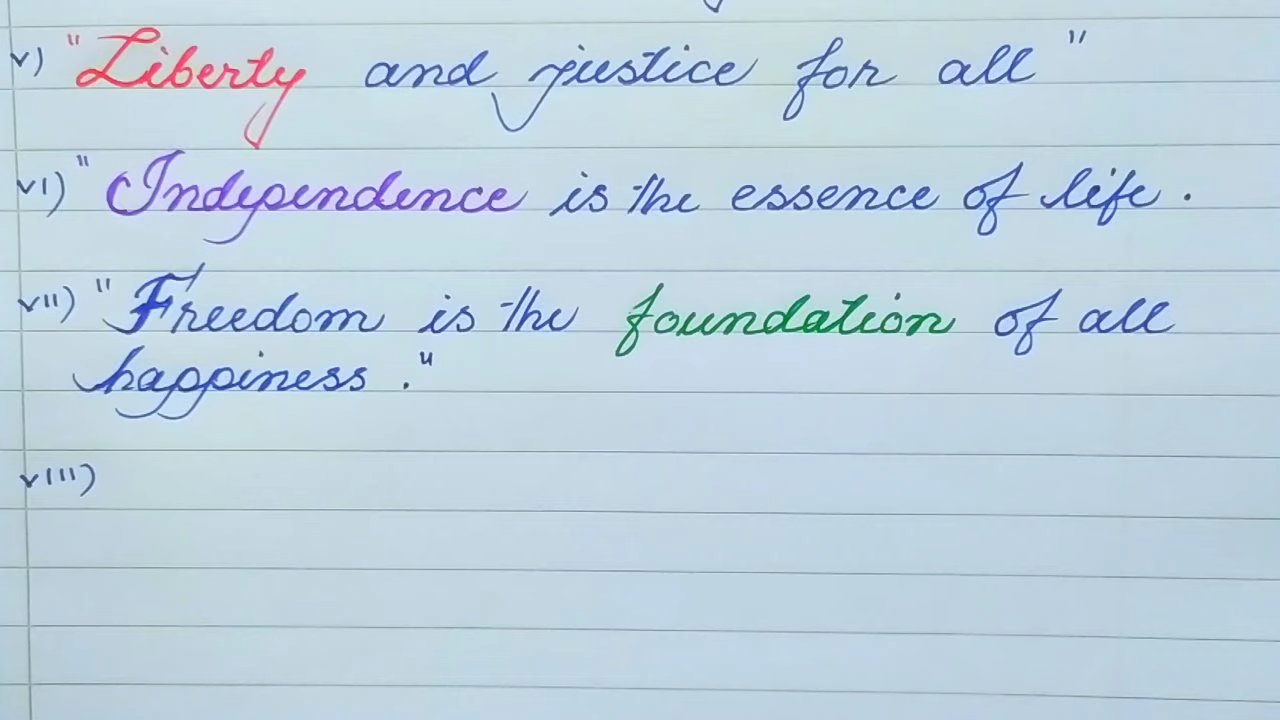 v) "Liberty and justice for all"
vi) "Independence is the essence of life.
vii) "Freedom is the foundation of all
happiness."
viii)